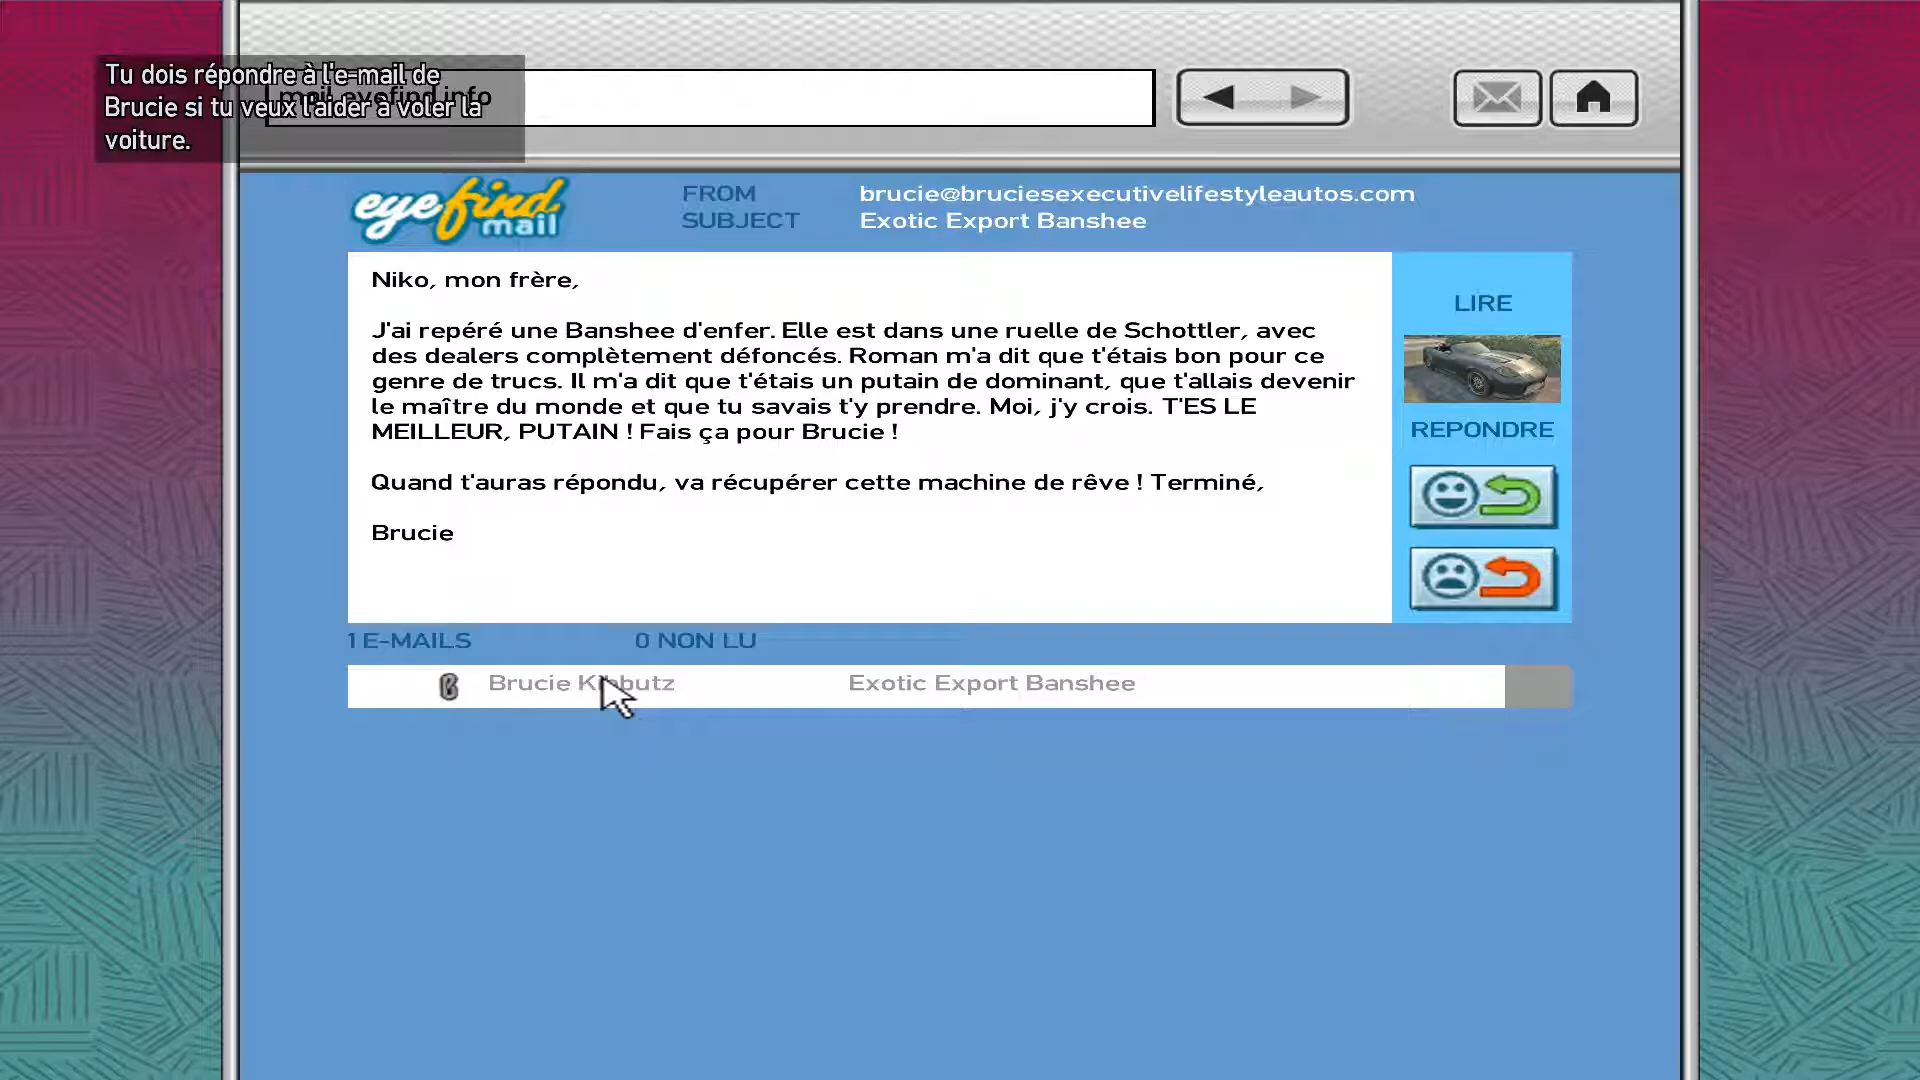 Tu dois répondre à l'e-mail de
Brucie si tu veux l'aider à voler la
voiture.
mail.eyefind.info
eyefind
mail
FROM brucie@bruciesexecutivelifestyleautos.com
SUBJECT Exotic Export Banshee
Niko, mon frère,
J'ai repéré une Banshee d'enfer. Elle est dans une ruelle de Schottler, avec
des dealers complètement défoncés. Roman m'a dit que t'étais bon pour ce
genre de trucs. Il m'a dit que t'étais un putain de dominant, que t'allais devenir
le maître du monde et que tu savais t'y prendre. Moi, j'y crois. T'ES LE
MEILLEUR, PUTAIN ! Fais ça pour Brucie !
Quand t'auras répondu, va récupérer cette machine de rêve ! Terminé,
Brucie
LIRE
REPONDRE
1 E-MAILS 0 NON LU
Brucie Kibbutz Exotic Export Banshee